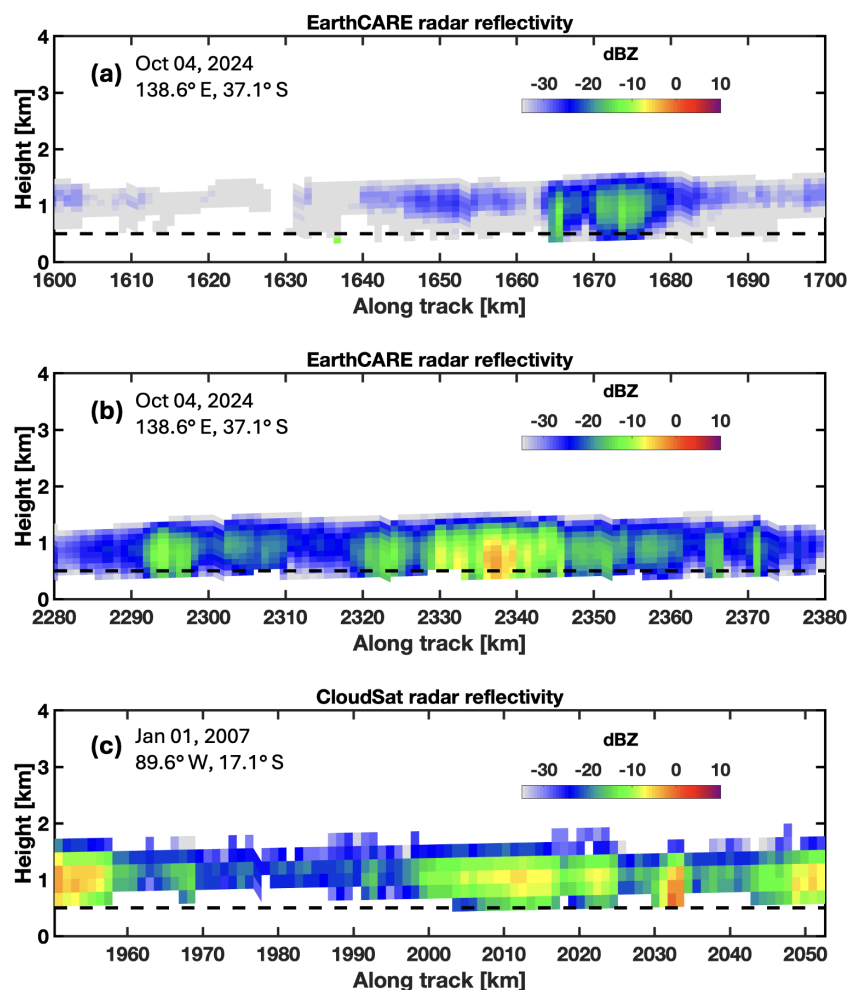 EarthCARE radar reflectivity
(a)
Oct 04, 2024
138.6° E, 37.1° S
dBZ
-30 -20 -10 0 10
Height [km]
4
3
2
1
0
1600 1610 1620 1630 1640 1650 1660 1670 1680 1690 1700
Along track [km]
EarthCARE radar reflectivity
(b)
Oct 04, 2024
138.6° E, 37.1° S
dBZ
-30 -20 -10 0 10
Height [km]
4
3
2
1
0
2280 2290 2300 2310 2320 2330 2340 2350 2360 2370 2380
Along track [km]
CloudSat radar reflectivity
(c)
Jan 01, 2007
89.6° W, 17.1° S
dBZ
-30 -20 -10 0 10
Height [km]
4
3
2
1
0
1960 1970 1980 1990 2000 2010 2020 2030 2040 2050
Along track [km]